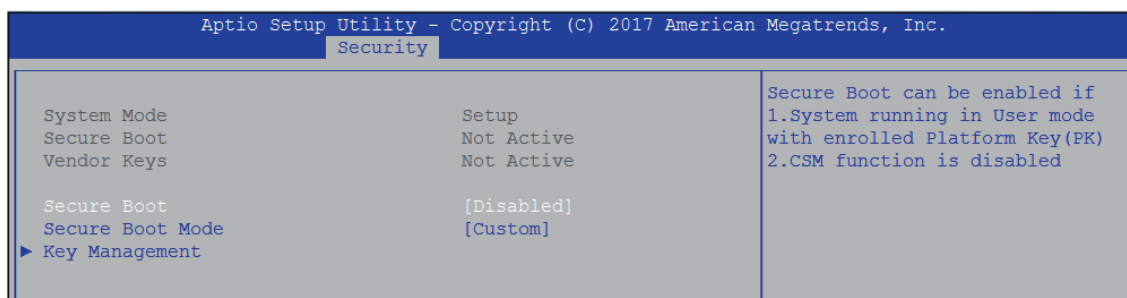 Aptio Setup Utility - Copyright (C) 2017 American Megatrends, Inc.
Security
System Mode Setup
Secure Boot Not Active
Vendor Keys Not Active
Secure Boot [Disabled]
Secure Boot Mode [Custom]
► Key Management
Secure Boot can be enabled if
1.System running in User mode
with enrolled Platform Key(PK)
2.CSM function is disabled